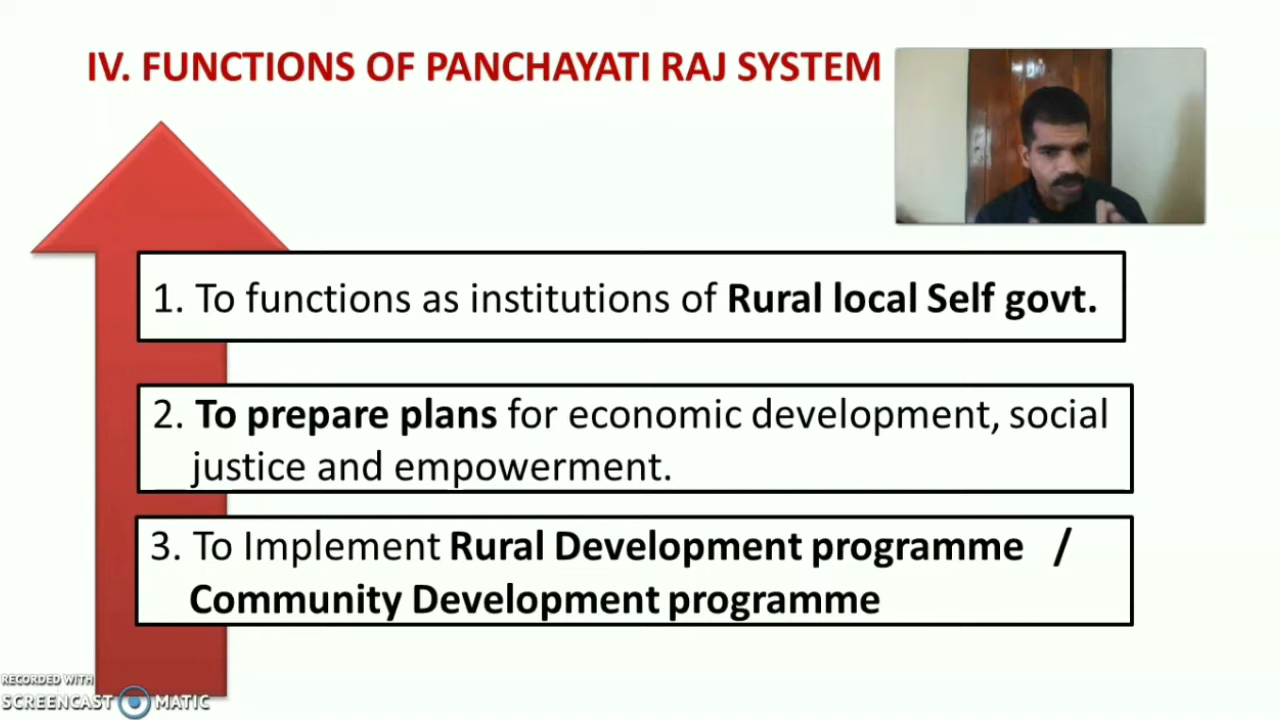 IV. FUNCTIONS OF PANCHAYATI RAJ SYSTEM
1. To functions as institutions of Rural local Self govt.
2. To prepare plans for economic development, social
justice and empowerment.
3. To Implement Rural Development programme /
Community Development programme
RECORDED WITH
SCREENCAST MATIC